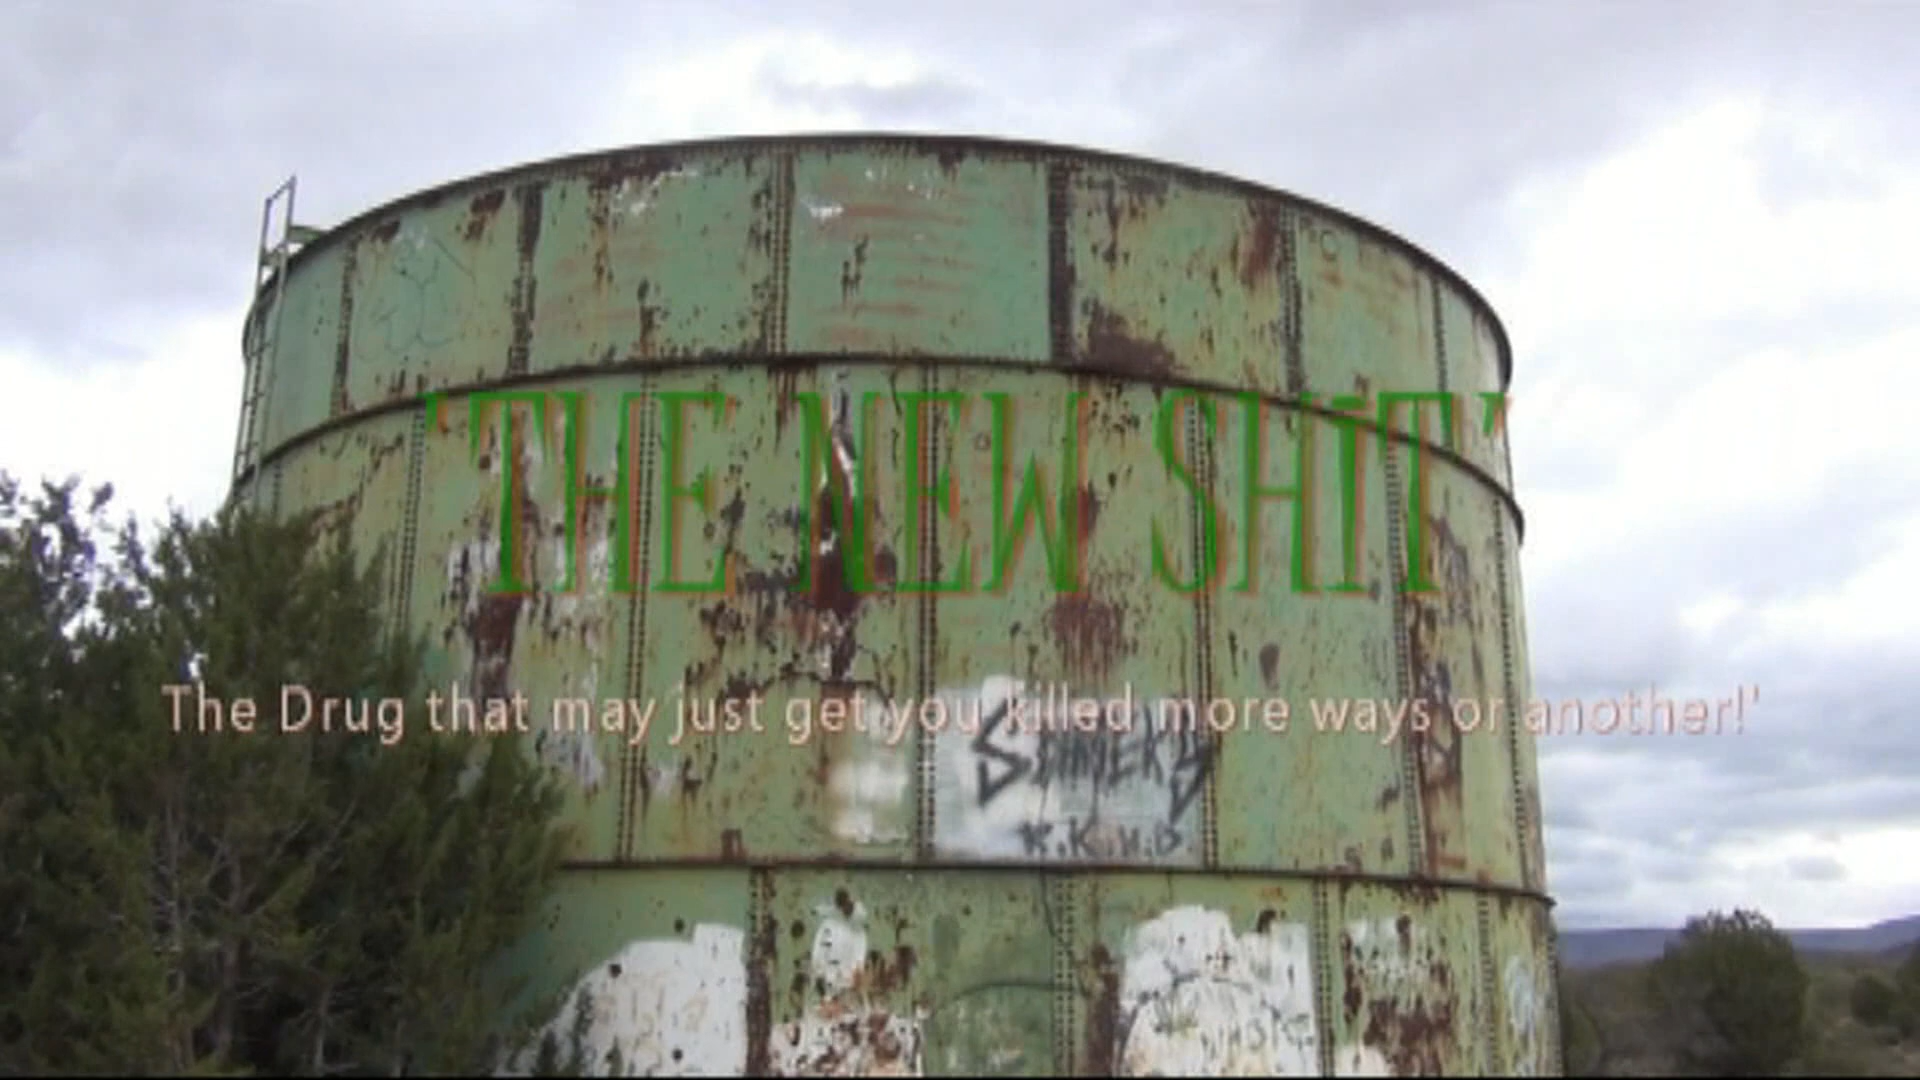 'THE NEW SHiT'
The Drug that may just get you killed more ways or another!'